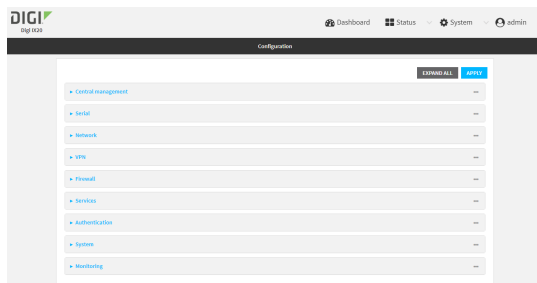 DIGI
Digi IX20
Dashboard Status System admin
Configuration
EXPAND ALL APPLY
Central management
Serial
Network
VPN
Firewall
Services
Authentication
System
Monitoring